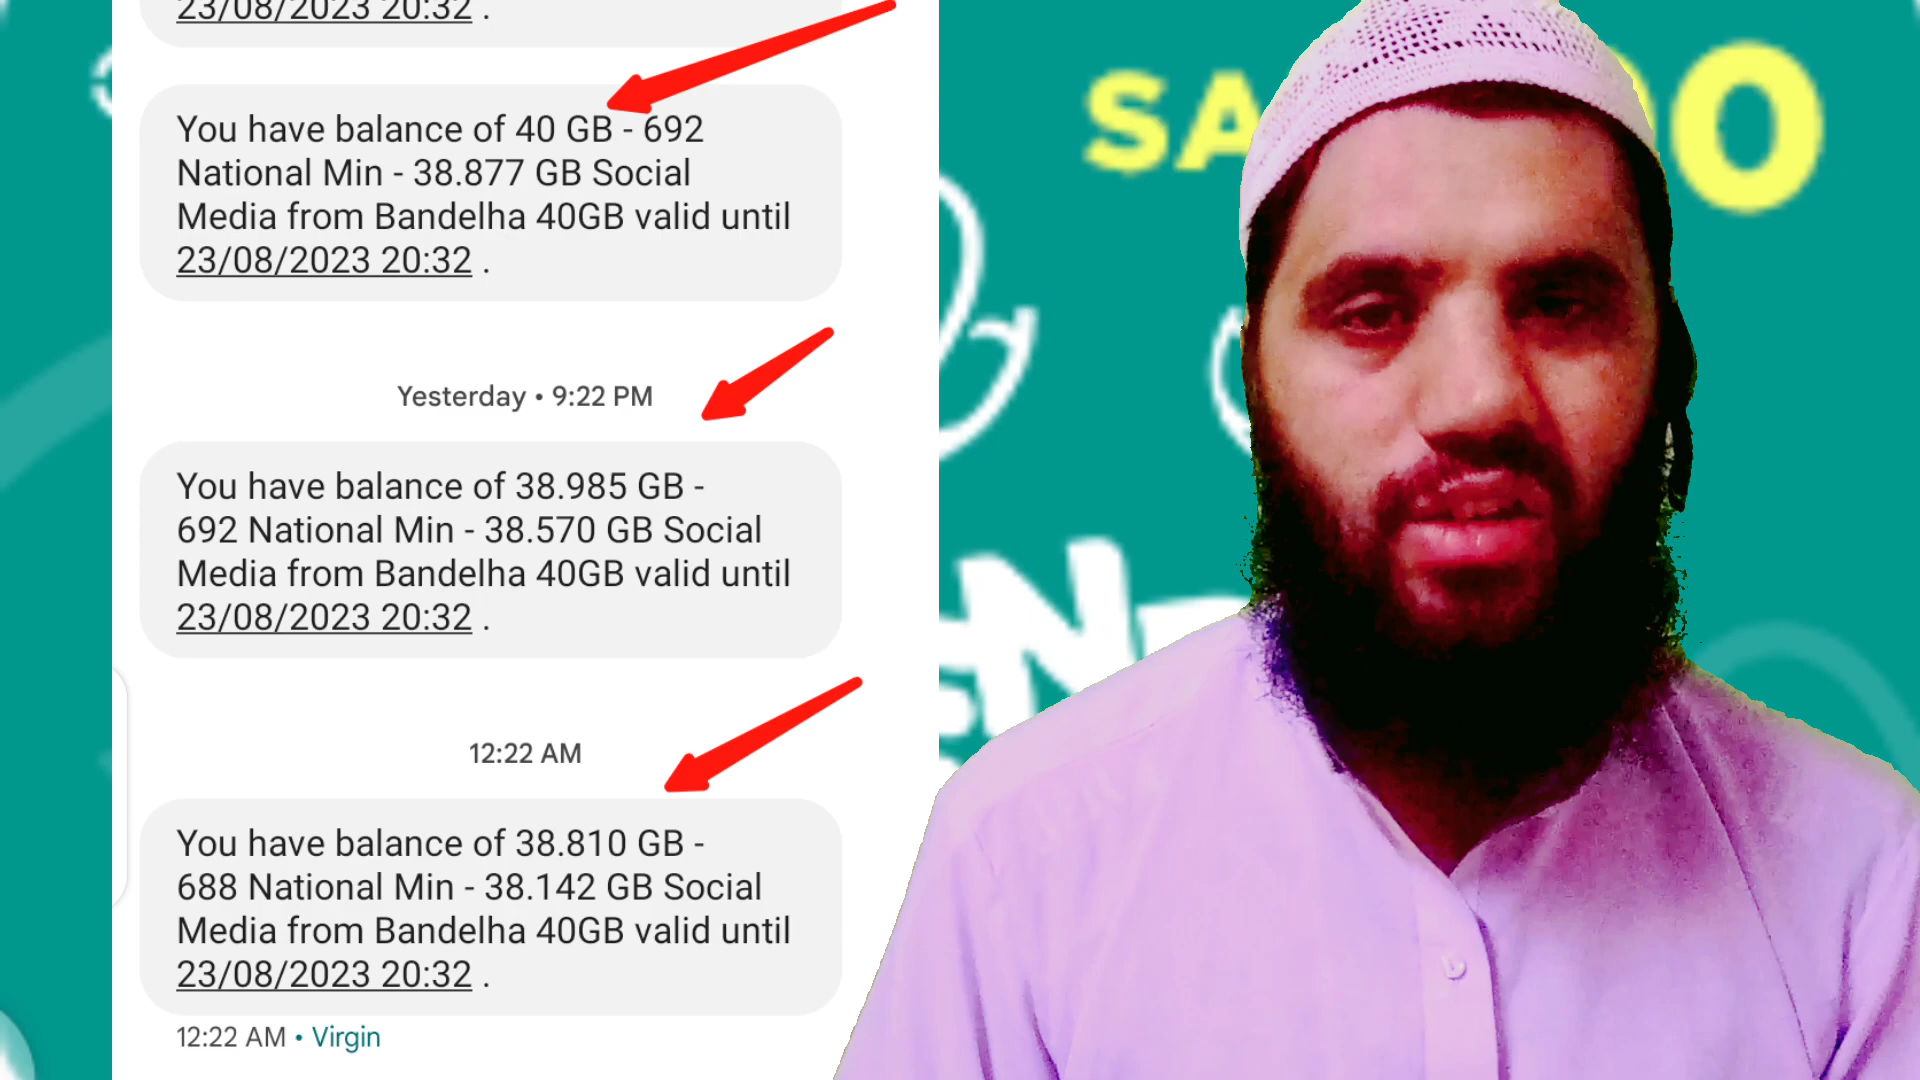 23/08/2023 20:32 .
You have balance of 40 GB - 692
National Min - 38.877 GB Social
Media from Bandelha 40GB valid until
23/08/2023 20:32 .
Yesterday • 9:22 PM
You have balance of 38.985 GB -
692 National Min - 38.570 GB Social
Media from Bandelha 40GB valid until
23/08/2023 20:32 .
12:22 AM
You have balance of 38.810 GB -
688 National Min - 38.142 GB Social
Media from Bandelha 40GB valid until
23/08/2023 20:32 .
12:22 AM • Virgin